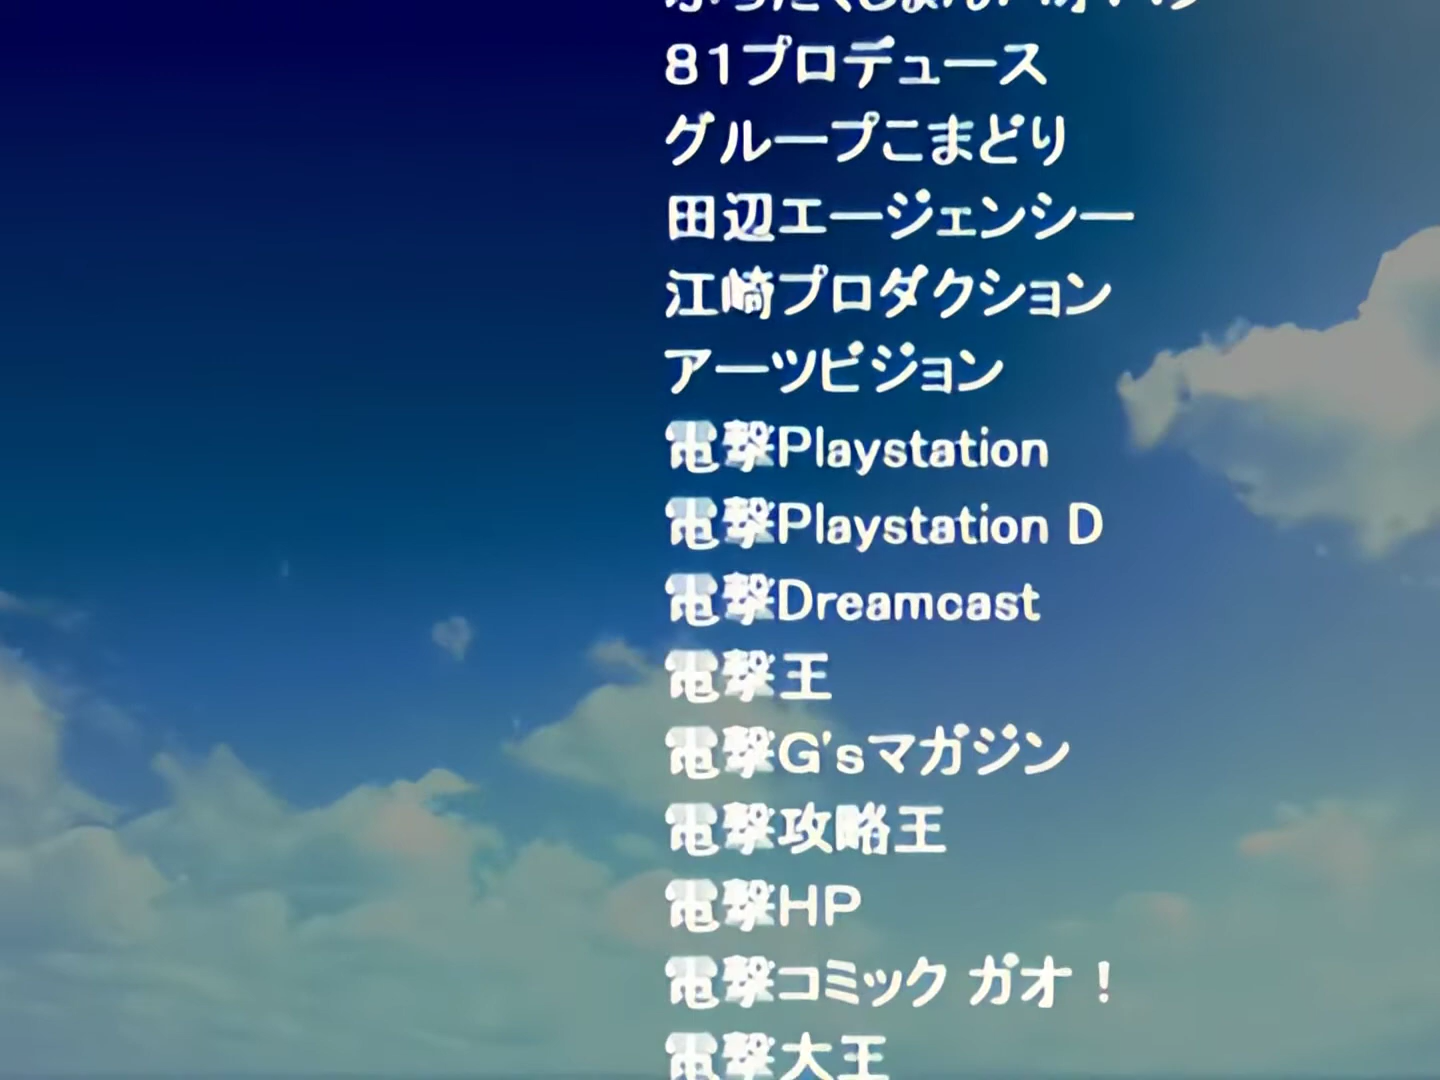 81プロデュース
グループこまどり
田辺エージェンシー
江崎プロダクション
アーツビジョン
電撃Playstation
電撃Playstation D
電撃Dreamcast
電撃王
電撃G'sマガジン
電撃攻略王
電撃HP
電撃コミック ガオ！
電撃大王